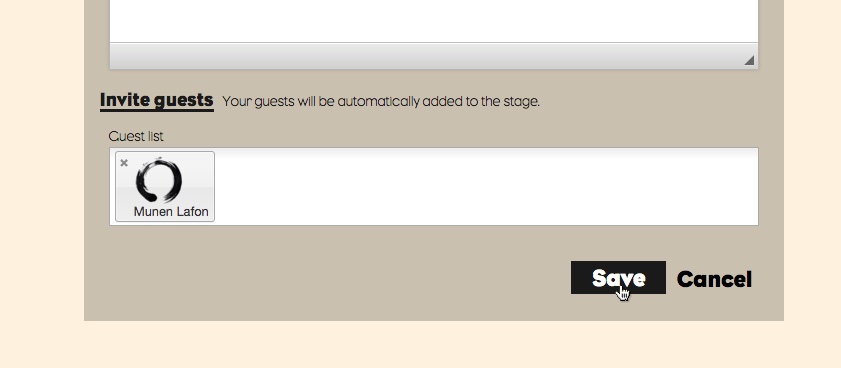 Invite guests Your guests will be automatically added to the stage.
Guest list
× Munen Lafon
Save Cancel